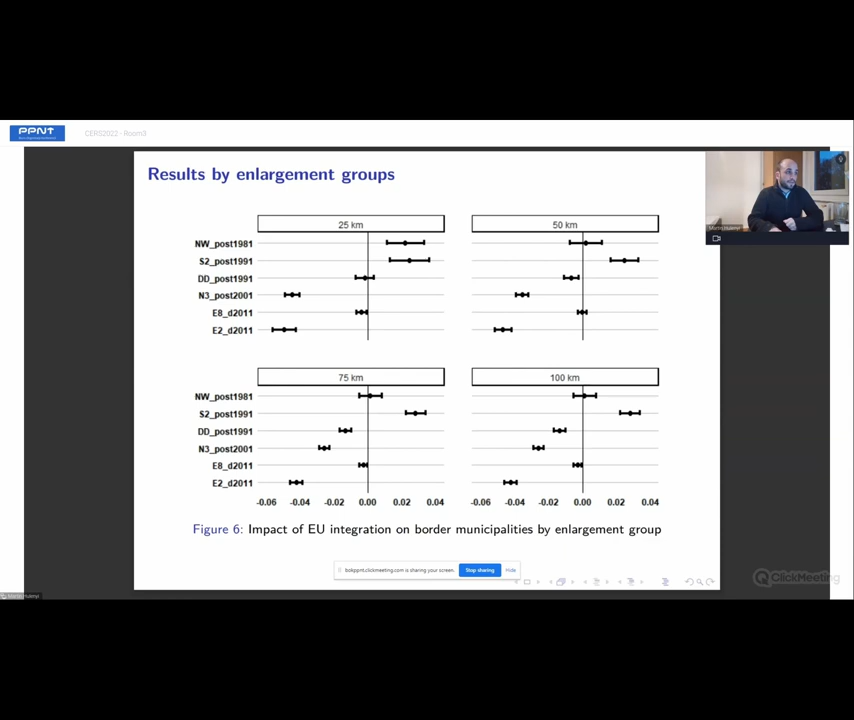 PPNT
CERS2022 - Room3
Results by enlargement groups
25 km
50 km
NW_post1981
S2_post1991
DD_post1991
N3_post2001
E8_d2011
E2_d2011
75 km
100 km
NW_post1981
S2_post1991
DD_post1991
N3_post2001
E8_d2011
E2_d2011
-0.06 -0.04 -0.02 0.00 0.02 0.04
-0.06 -0.04 -0.02 0.00 0.02 0.04
Figure 6: Impact of EU integration on border municipalities by enlargement group
bokppnt.clickmeeting.com is sharing your screen.
Stop sharing
Hide
ClickMeeting